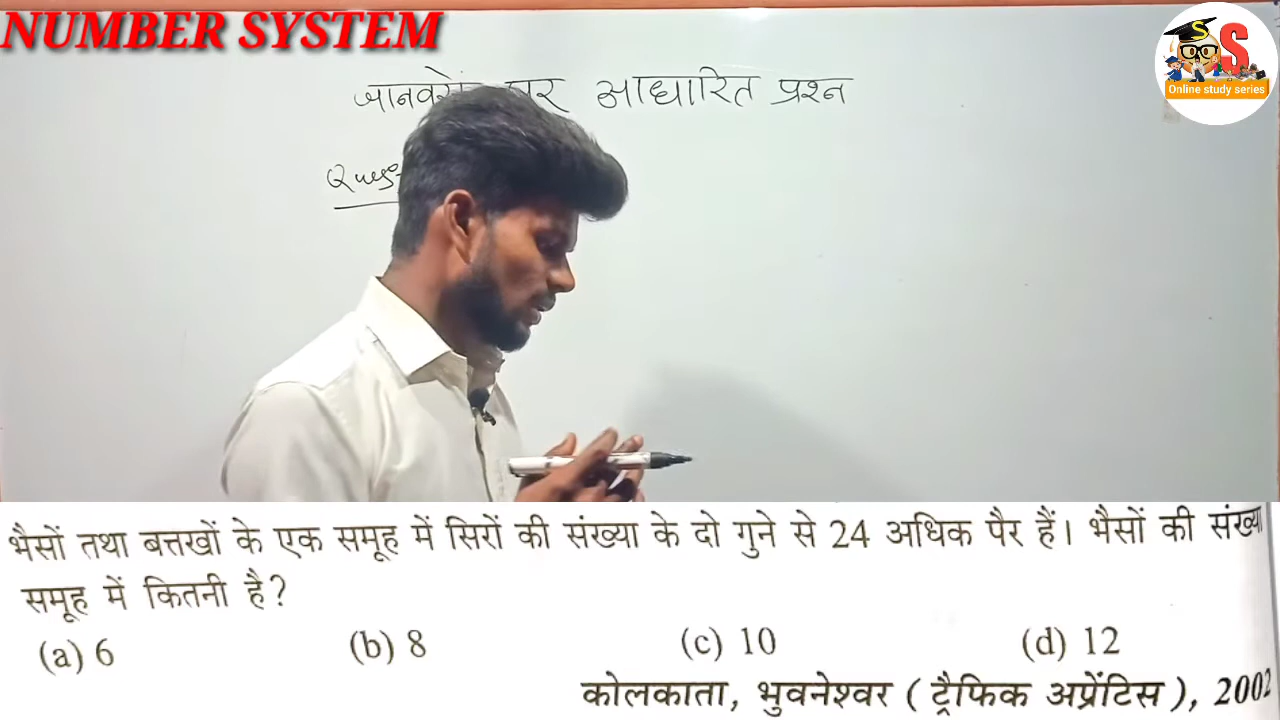 NUMBER SYSTEM
S
S
Online study series
पर आधारित प्रश्न
भैसों तथा बत्तखों के एक समूह में सिरों की संख्या के दो गुने से 24 अधिक पैर हैं। भैसों की संख्या
समूह में कितनी है?
(a) 6 (b) 8 (c) 10 (d) 12
कोलकाता, भुवनेश्वर ( ट्रैफिक अप्रेंटिस ), 2002